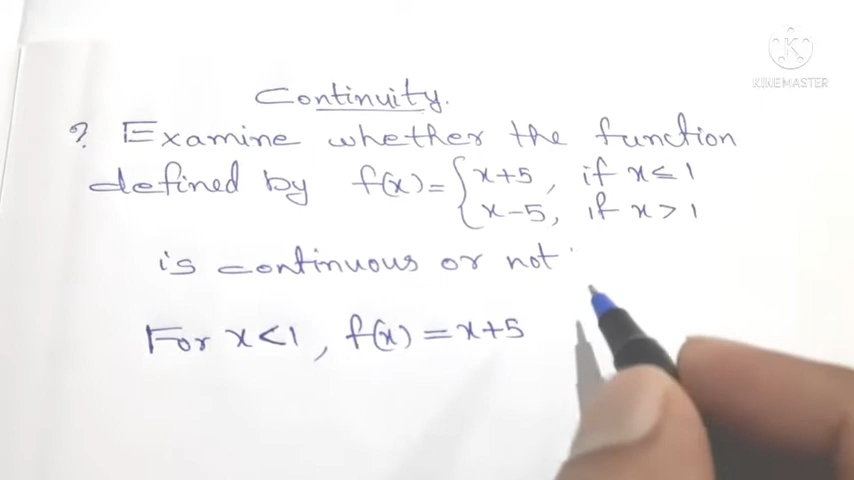 KINEMASTER
Continuity.
? Examine whether the function
defined by f(x) = { x+5, if x ≤ 1
x-5, if x > 1
is continuous or not
For x<1, f(x) = x+5